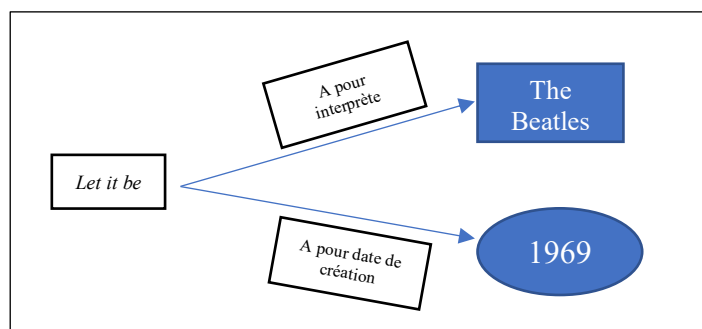 A pour
interprète
The
Beatles
Let it be
A pour date de
création
1969